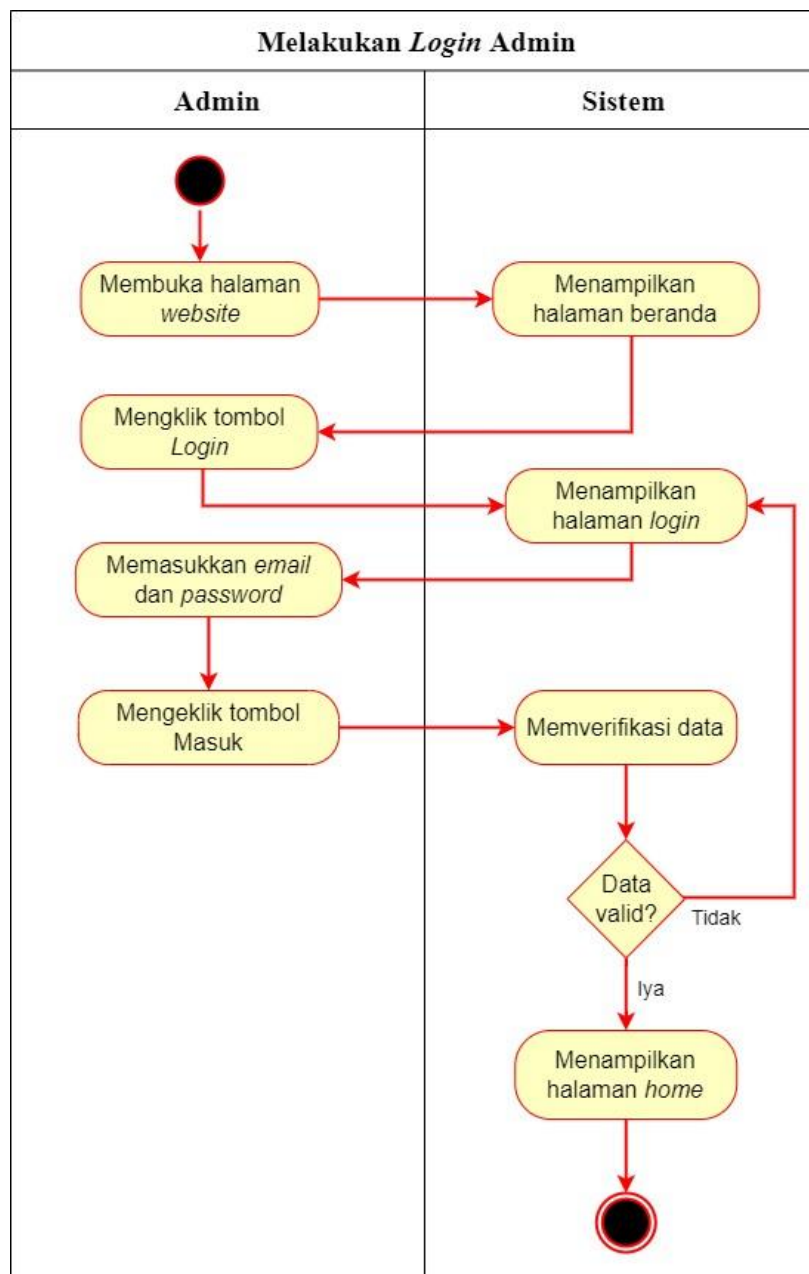 Melakukan Login Admin
Admin
Sistem
Membuka halaman
website
Menampilkan
halaman beranda
Mengklik tombol
Login
Menampilkan
halaman login
Memasukkan email
dan password
Mengeklik tombol
Masuk
Memverifikasi data
Data
valid?
Tidak
Iya
Menampilkan
halaman home